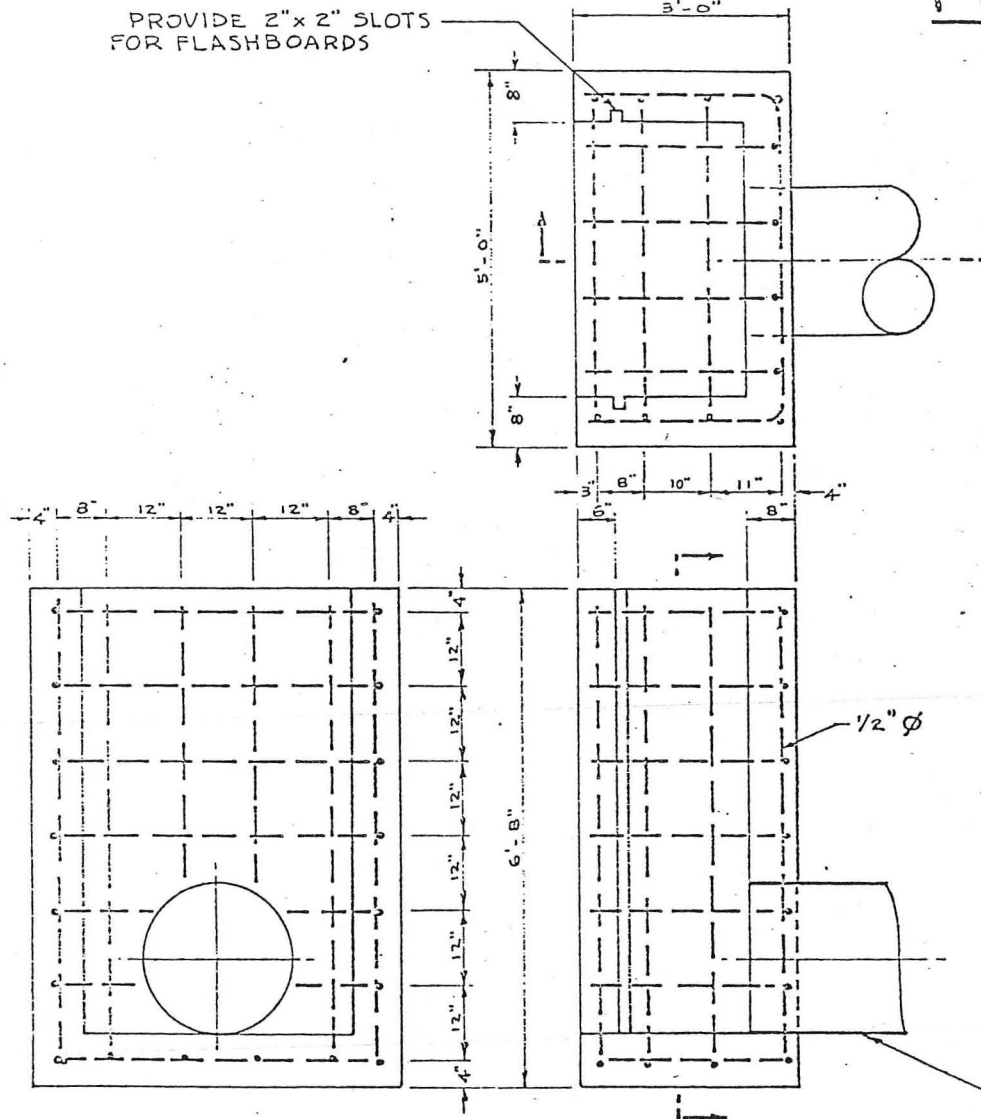 PROVIDE 2" x 2" SLOTS
FOR FLASHBOARDS
3'-0"
8"
5'-0"
8"
3" 8" 10" 11" 4"
6" 8"
4" 8" 12" 12" 12" 8" 4"
4"
12"
12"
12"
12"
12"
12"
4"
6'-8"
1/2" Ø